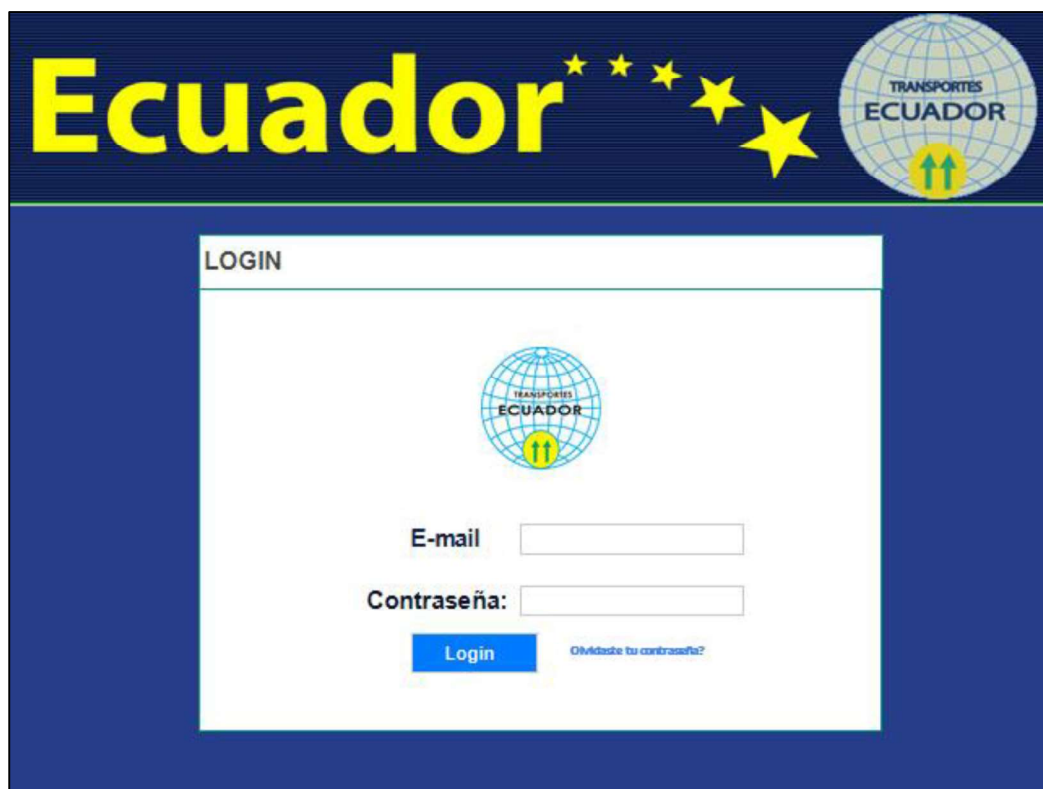 Ecuador
TRANSPORTES
ECUADOR
LOGIN
TRANSPORTES
ECUADOR
E-mail
Contraseña:
Login
Olvidaste tu contraseña?